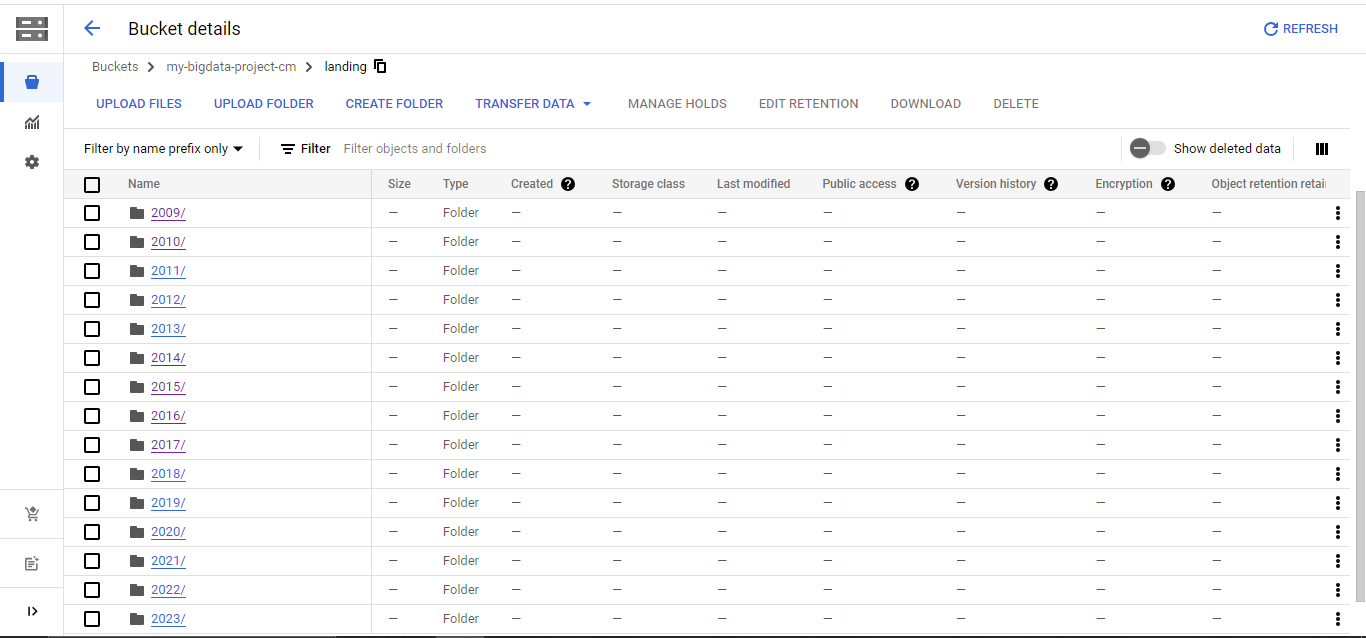 Bucket details
REFRESH
Buckets > my-bigdata-project-cm > landing
UPLOAD FILES UPLOAD FOLDER CREATE FOLDER TRANSFER DATA MANAGE HOLDS EDIT RETENTION DOWNLOAD DELETE
Filter by name prefix only Filter Filter objects and folders Show deleted data
Name Size Type Created ? Storage class Last modified Public access ? Version history ? Encryption ? Object retention retai
2009/ — Folder — — — — — — —
2010/ — Folder — — — — — — —
2011/ — Folder — — — — — — —
2012/ — Folder — — — — — — —
2013/ — Folder — — — — — — —
2014/ — Folder — — — — — — —
2015/ — Folder — — — — — — —
2016/ — Folder — — — — — — —
2017/ — Folder — — — — — — —
2018/ — Folder — — — — — — —
2019/ — Folder — — — — — — —
2020/ — Folder — — — — — — —
2021/ — Folder — — — — — — —
2022/ — Folder — — — — — — —
2023/ — Folder — — — — — — —